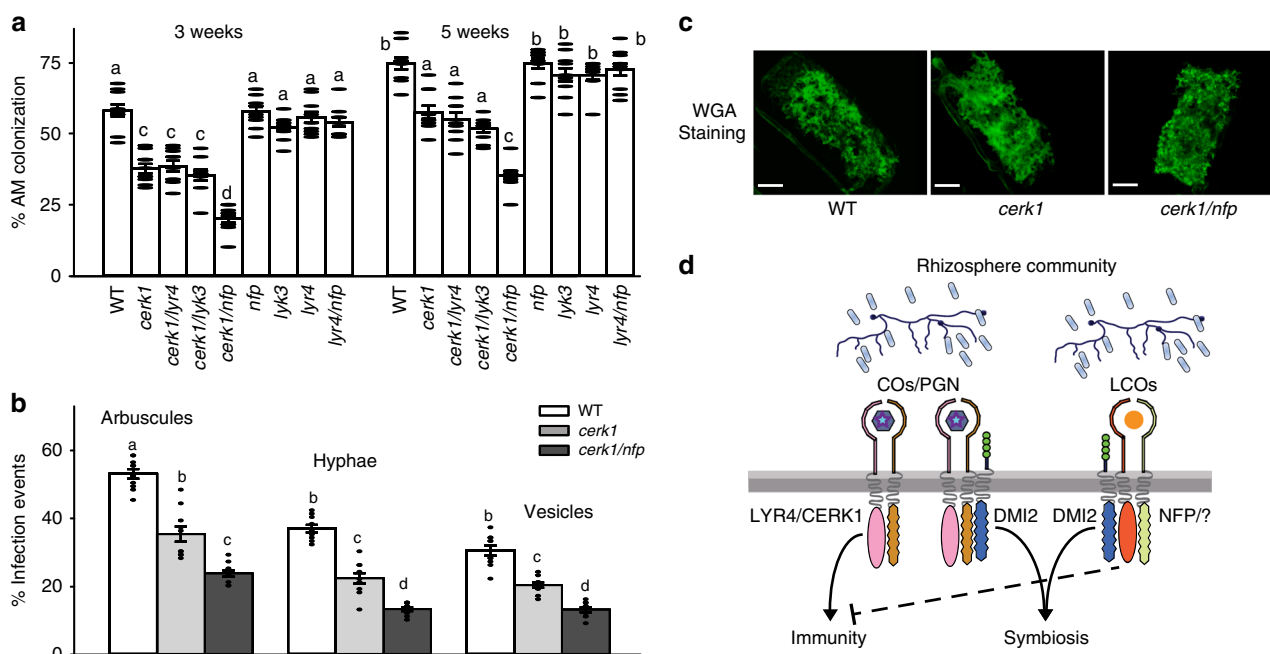 a
3 weeks
5 weeks
% AM colonization
75
50
25
0
a
c
c
c
d
a
a
a
a
b
a
a
a
c
b
b
b
b
WT
cerk1
cerk1/lyr4
cerk1/lyk3
cerk1/nfp
nfp
lyk3
lyr4
lyr4/nfp
WT
cerk1
cerk1/lyr4
cerk1/lyk3
cerk1/nfp
nfp
lyk3
lyr4
lyr4/nfp
b
Arbuscules
Hyphae
Vesicles
WT
cerk1
cerk1/nfp
% Infection events
60
40
20
0
a
b
c
b
c
d
b
c
d
c
WGA
Staining
WT
cerk1
cerk1/nfp
d
Rhizosphere community
COs/PGN
LCOs
LYR4/CERK1
DMI2
DMI2
NFP/?
Immunity
Symbiosis